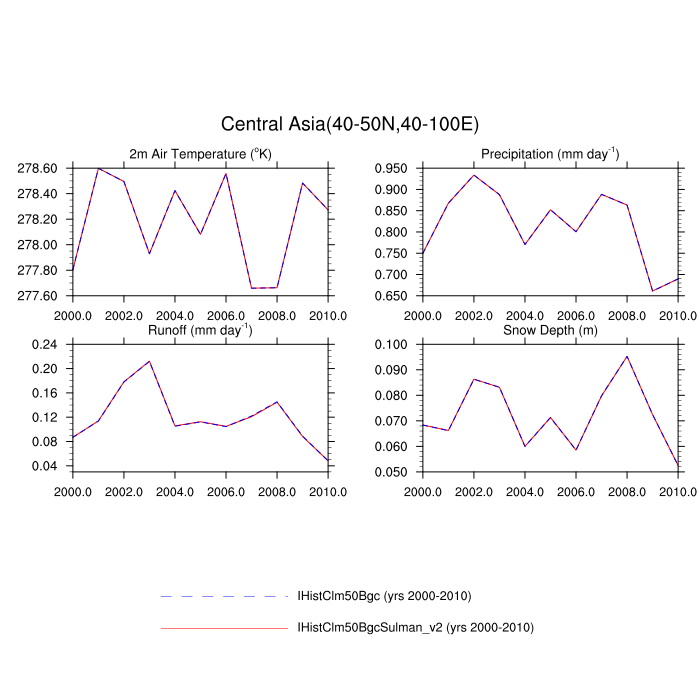 Central Asia(40-50N,40-100E)
2m Air Temperature (°K)
278.60
278.40
278.20
278.00
277.80
277.60
2000.0 2002.0 2004.0 2006.0 2008.0 2010.0
Precipitation (mm day-1)
0.950
0.900
0.850
0.800
0.750
0.700
0.650
2000.0 2002.0 2004.0 2006.0 2008.0 2010.0
Runoff (mm day-1)
0.24
0.20
0.16
0.12
0.08
0.04
2000.0 2002.0 2004.0 2006.0 2008.0 2010.0
Snow Depth (m)
0.100
0.090
0.080
0.070
0.060
0.050
2000.0 2002.0 2004.0 2006.0 2008.0 2010.0
IHistClm50Bgc (yrs 2000-2010)
IHistClm50BgcSulman_v2 (yrs 2000-2010)